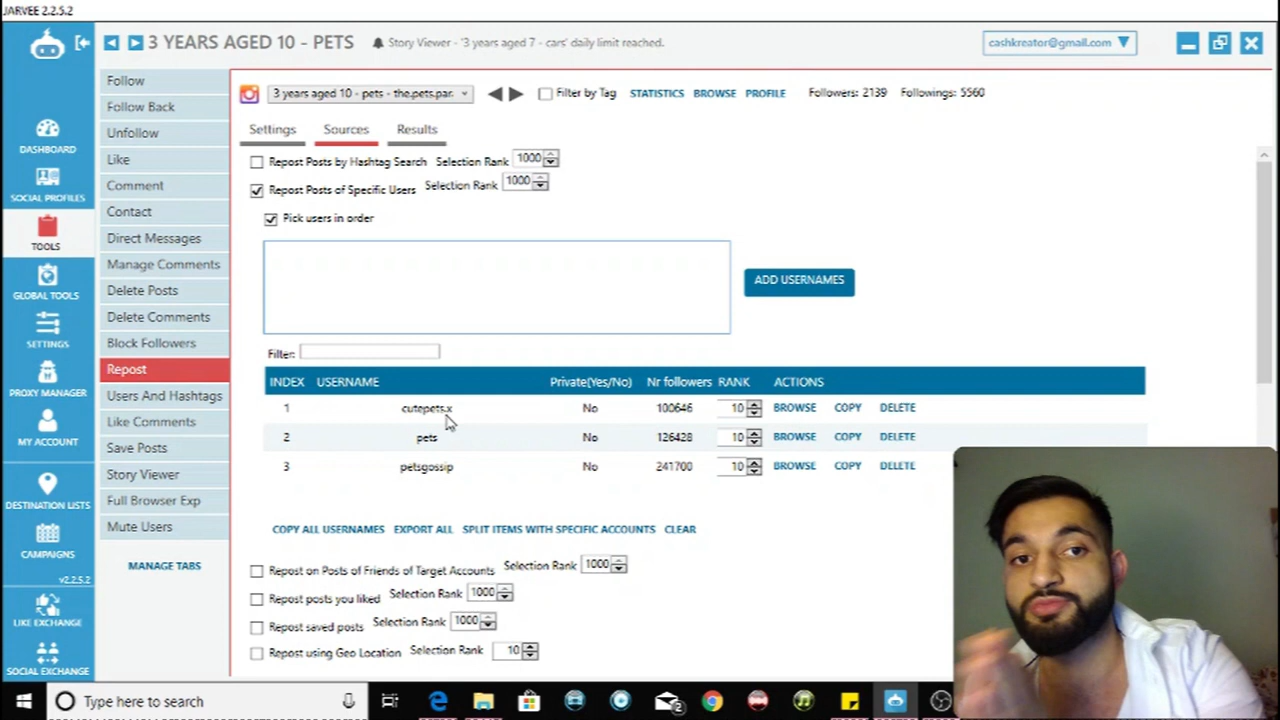 JARVEE 2.2.5.2
3 YEARS AGED 10 - PETS
Story Viewer - '3 years aged 7 - cars' daily limit reached.
cashkreator@gmail.com
DASHBOARD
SOCIAL PROFILES
TOOLS
GLOBAL TOOLS
SETTINGS
PROXY MANAGER
MY ACCOUNT
DESTINATION LISTS
CAMPAIGNS
v2.2.5.2
LIKE EXCHANGE
SOCIAL EXCHANGE
Follow
Follow Back
Unfollow
Like
Comment
Contact
Direct Messages
Manage Comments
Delete Posts
Delete Comments
Block Followers
Repost
Users And Hashtags
Like Comments
Save Posts
Story Viewer
Full Browser Exp
Mute Users
MANAGE TABS
3 years aged 10 - pets - the.pets.par. Filter by Tag STATISTICS BROWSE PROFILE Followers: 2139 Followings: 5560
Settings Sources Results
Repost Posts by Hashtag Search Selection Rank 1000
Repost Posts of Specific Users Selection Rank 1000
Pick users in order
ADD USERNAMES
Filter:
INDEX USERNAME Private(Yes/No) Nr followers RANK ACTIONS
1 cutepets.x No 100646 10 BROWSE COPY DELETE
2 pets No 126428 10 BROWSE COPY DELETE
3 petsgossip No 241700 10 BROWSE COPY DELETE
COPY ALL USERNAMES EXPORT ALL SPLIT ITEMS WITH SPECIFIC ACCOUNTS CLEAR
Repost on Posts of Friends of Target Accounts Selection Rank 1000
Repost posts you liked Selection Rank 1000
Repost saved posts Selection Rank 1000
Repost using Geo Location Selection Rank 10
Type here to search
2